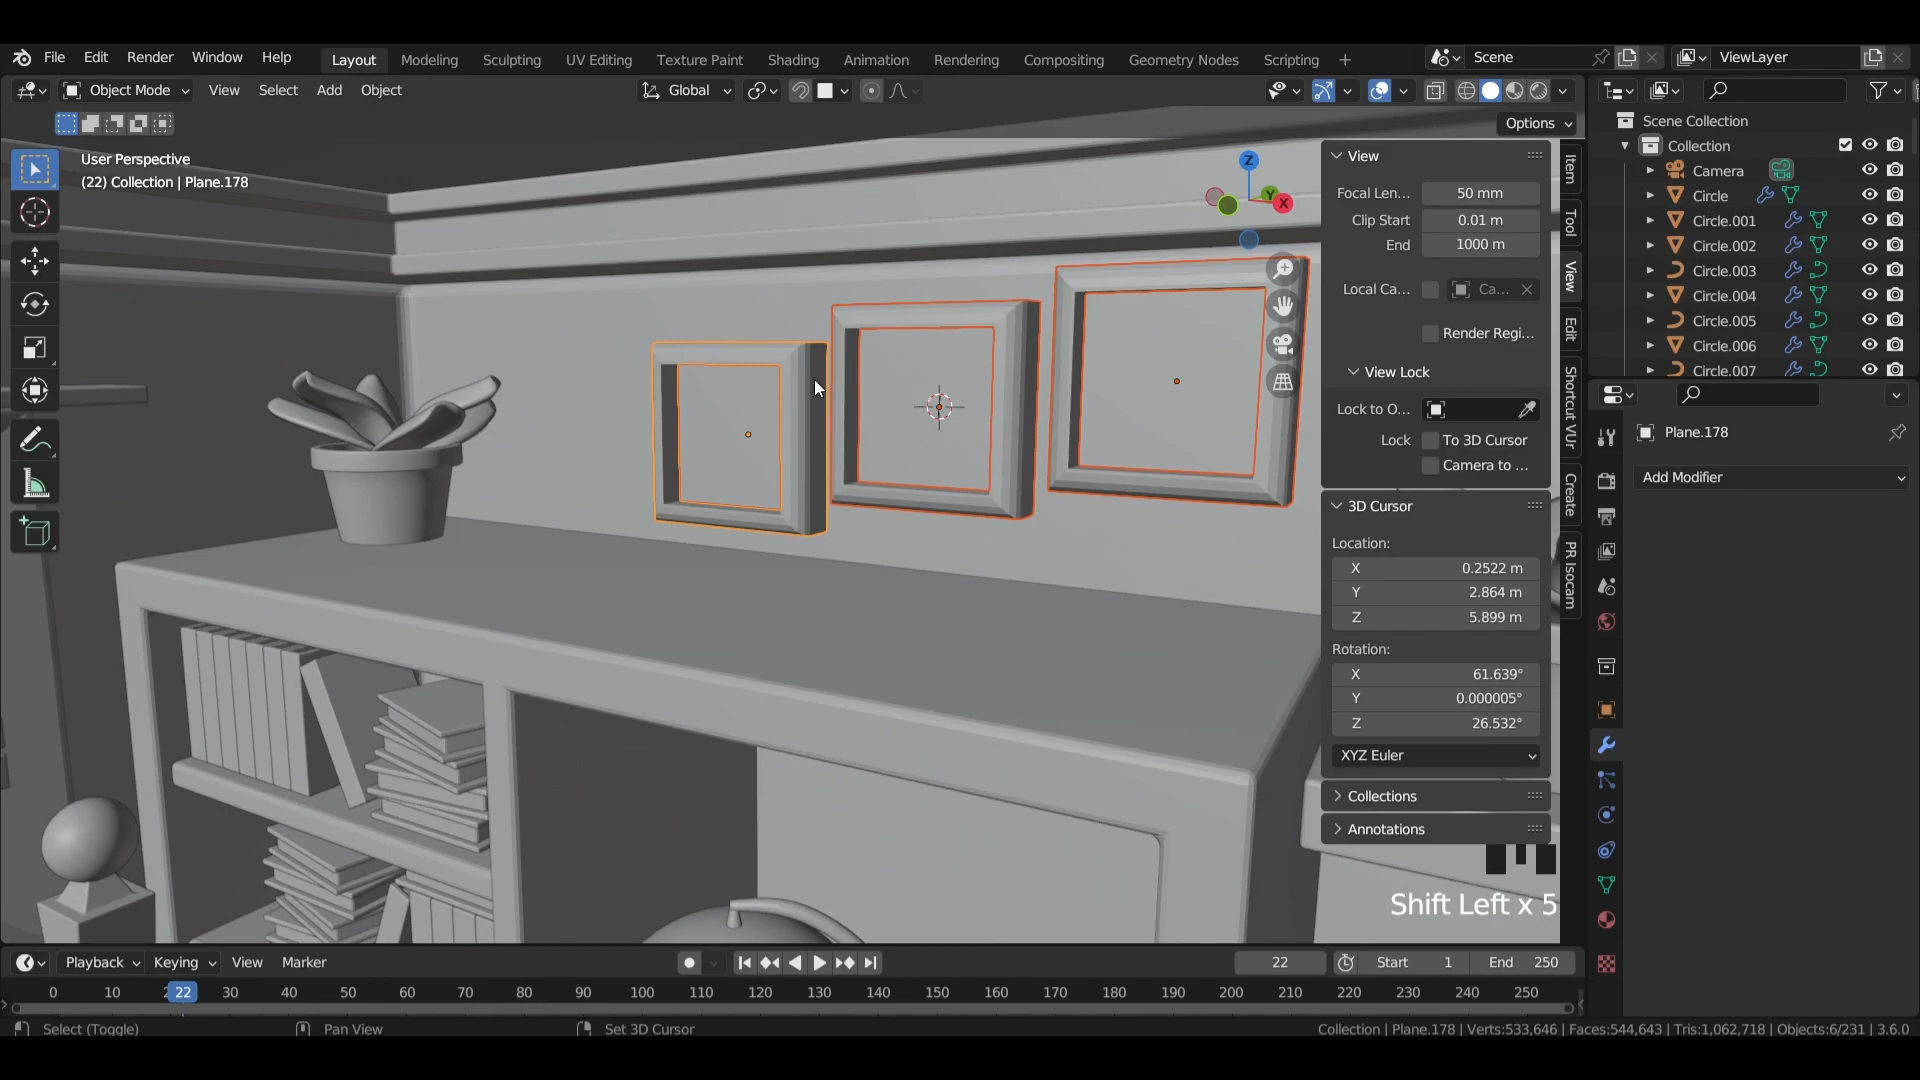 File Edit Render Window Help Layout Modeling Sculpting UV Editing Texture Paint Shading Animation Rendering Compositing Geometry Nodes Scripting + Scene ViewLayer
Object Mode View Select Add Object Global
Options
User Perspective
(22) Collection | Plane.178
Z
Y
X
View
Focal Len... 50 mm
Clip Start 0.01 m
End 1000 m
Local Ca... Ca...
Render Regi...
View Lock
Lock to O...
Lock To 3D Cursor
Camera to ...
3D Cursor
Location:
X 0.2522 m
Y 2.864 m
Z 5.899 m
Rotation:
X 61.639°
Y 0.000005°
Z 26.532°
XYZ Euler
Collections
Annotations
Item
Tool
View
Edit
Shortcut VUr
Create
PR Isocam
Shift Left x 5
Scene Collection
Collection
Camera
Circle
Circle.001
Circle.002
Circle.003
Circle.004
Circle.005
Circle.006
Circle.007
Plane.178
Add Modifier
Playback Keying View Marker 22 Start 1 End 250
0 10 22 30 40 50 60 70 80 90 100 110 120 130 140 150 160 170 180 190 200 210 220 230 240 250
Select (Toggle) Pan View Set 3D Cursor Collection | Plane.178 | Verts:533,646 | Faces:544,643 | Tris:1,062,718 | Objects:6/231 | 3.6.0